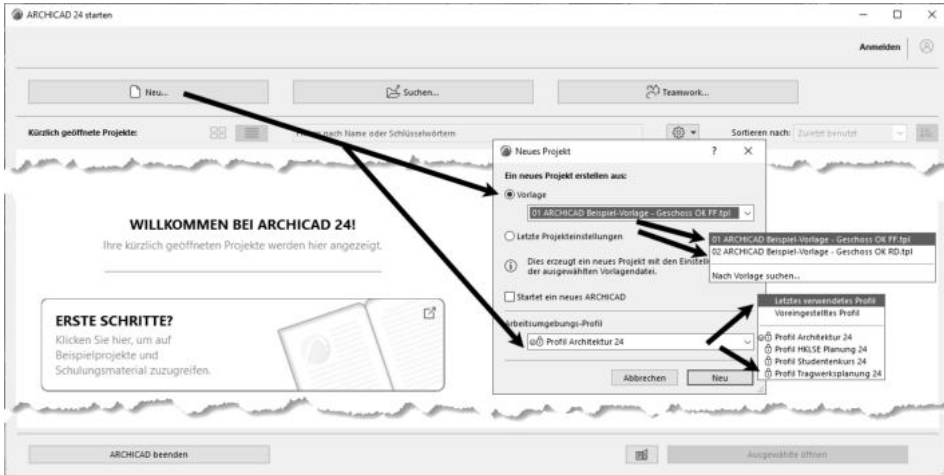 ARCHICAD 24 starten
Anmelden
Neu...
Suchen...
Teamwork...
Kürzlich geöffnete Projekte:
nach Name oder Schlüsselwörtern
Sortieren nach:
Zuletzt benutzt
Neues Projekt
?
Ein neues Projekt erstellen aus:
Vorlage
01 ARCHICAD Beispiel-Vorlage - Geschoss OK FF.tpl
Letzte Projekteinstellungen
Dies erzeugt ein neues Projekt mit den
der ausgewählten Vorlagendatei.
Startet ein neues ARCHICAD
Arbeitsumgebungs-Profil
Profil Architektur 24
Abbrechen
Neu
01 ARCHICAD Beispiel-Vorlage - Geschoss OK FF.tpl
02 ARCHICAD Beispiel-Vorlage - Geschoss OK RD.tpl
Nach Vorlage suchen...
Letztes verwendetes Profil
Voreingestelltes Profil
Profil Architektur 24
Profil HKLSE Planung 24
Profil Studentenkurs 24
Profil Tragwerksplanung 24
WILLKOMMEN BEI ARCHICAD 24!
Ihre kürzlich geöffneten Projekte werden hier angezeigt.
ERSTE SCHRITTE?
Klicken Sie hier, um auf
Beispielprojekte und
Schulungsmaterial zuzugreifen.
ARCHICAD beenden
Ausgewählte öffnen